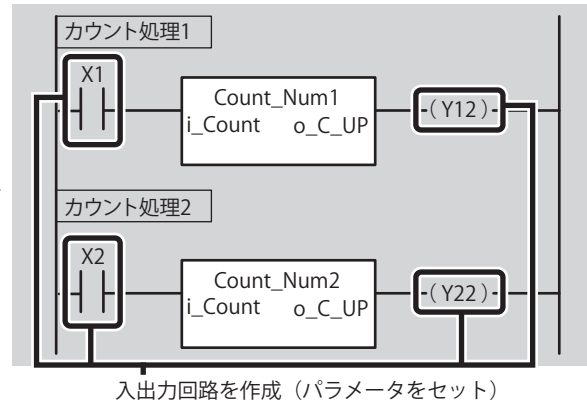 カウント処理1
X1
Count_Num1
i_Count o_C_UP
( Y12 )
カウント処理2
X2
Count_Num2
i_Count o_C_UP
( Y22 )
入出力回路を作成（パラメータをセット）